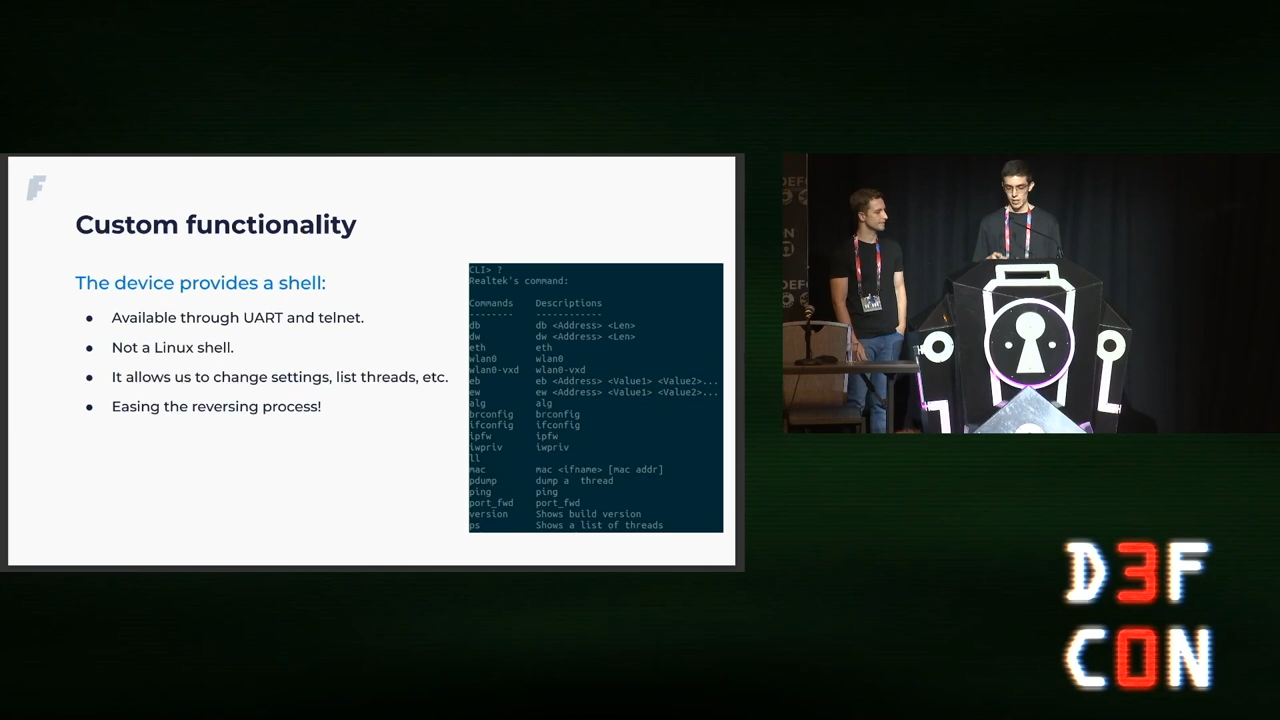 F
Custom functionality
The device provides a shell:
● Available through UART and telnet.
● Not a Linux shell.
● It allows us to change settings, list threads, etc.
● Easing the reversing process!
CLI> ?
Realtek's command:
Commands Descriptions
-------- ------------
db db <Address> <Len>
dw dw <Address> <Len>
eth eth
wlan0 wlan0
wlan0-vxd wlan0-vxd
eb eb <Address> <Value1> <Value2>...
ew ew <Address> <Value1> <Value2>...
alg alg
brconfig brconfig
ifconfig ifconfig
ipfw ipfw
iwpriv iwpriv
ll
mac mac <ifname> [mac addr]
pdump dump a thread
ping ping
port_fwd port_fwd
version Shows build version
ps Shows a list of threads
D3F
C0N